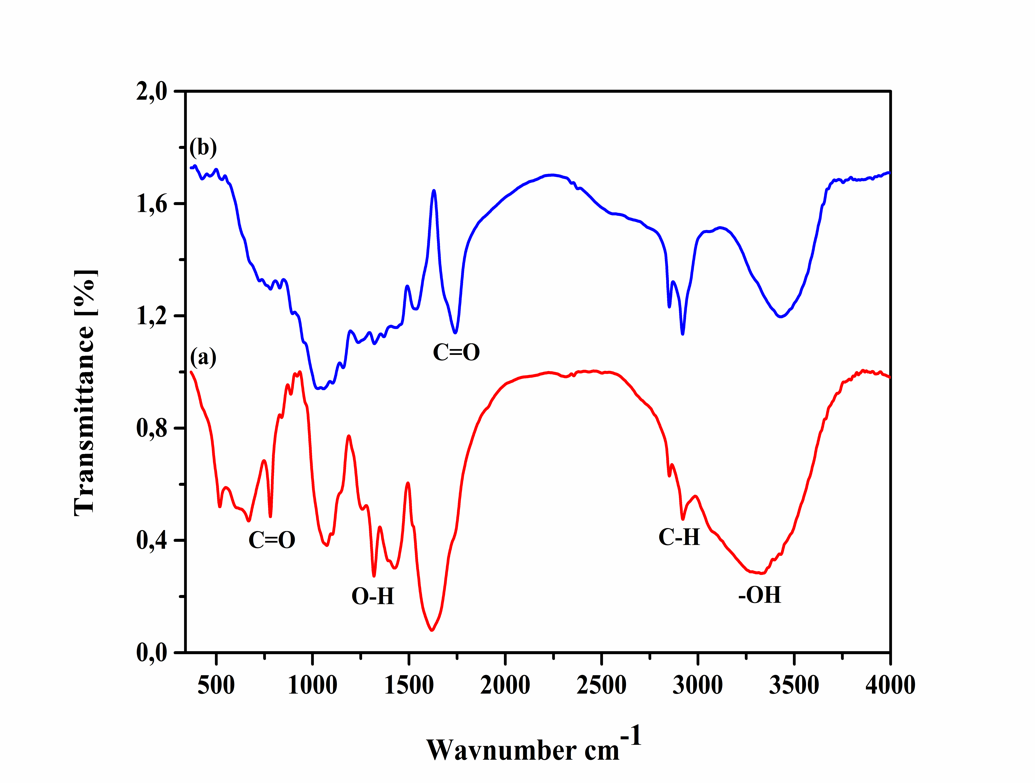 2,0
(b)
1,6
1,2
C=O
(a)
0,8
C=O
C-H
0,4
O-H
-OH
0,0
500 1000 1500 2000 2500 3000 3500 4000
Transmittance [%]
Wavnumber cm-1